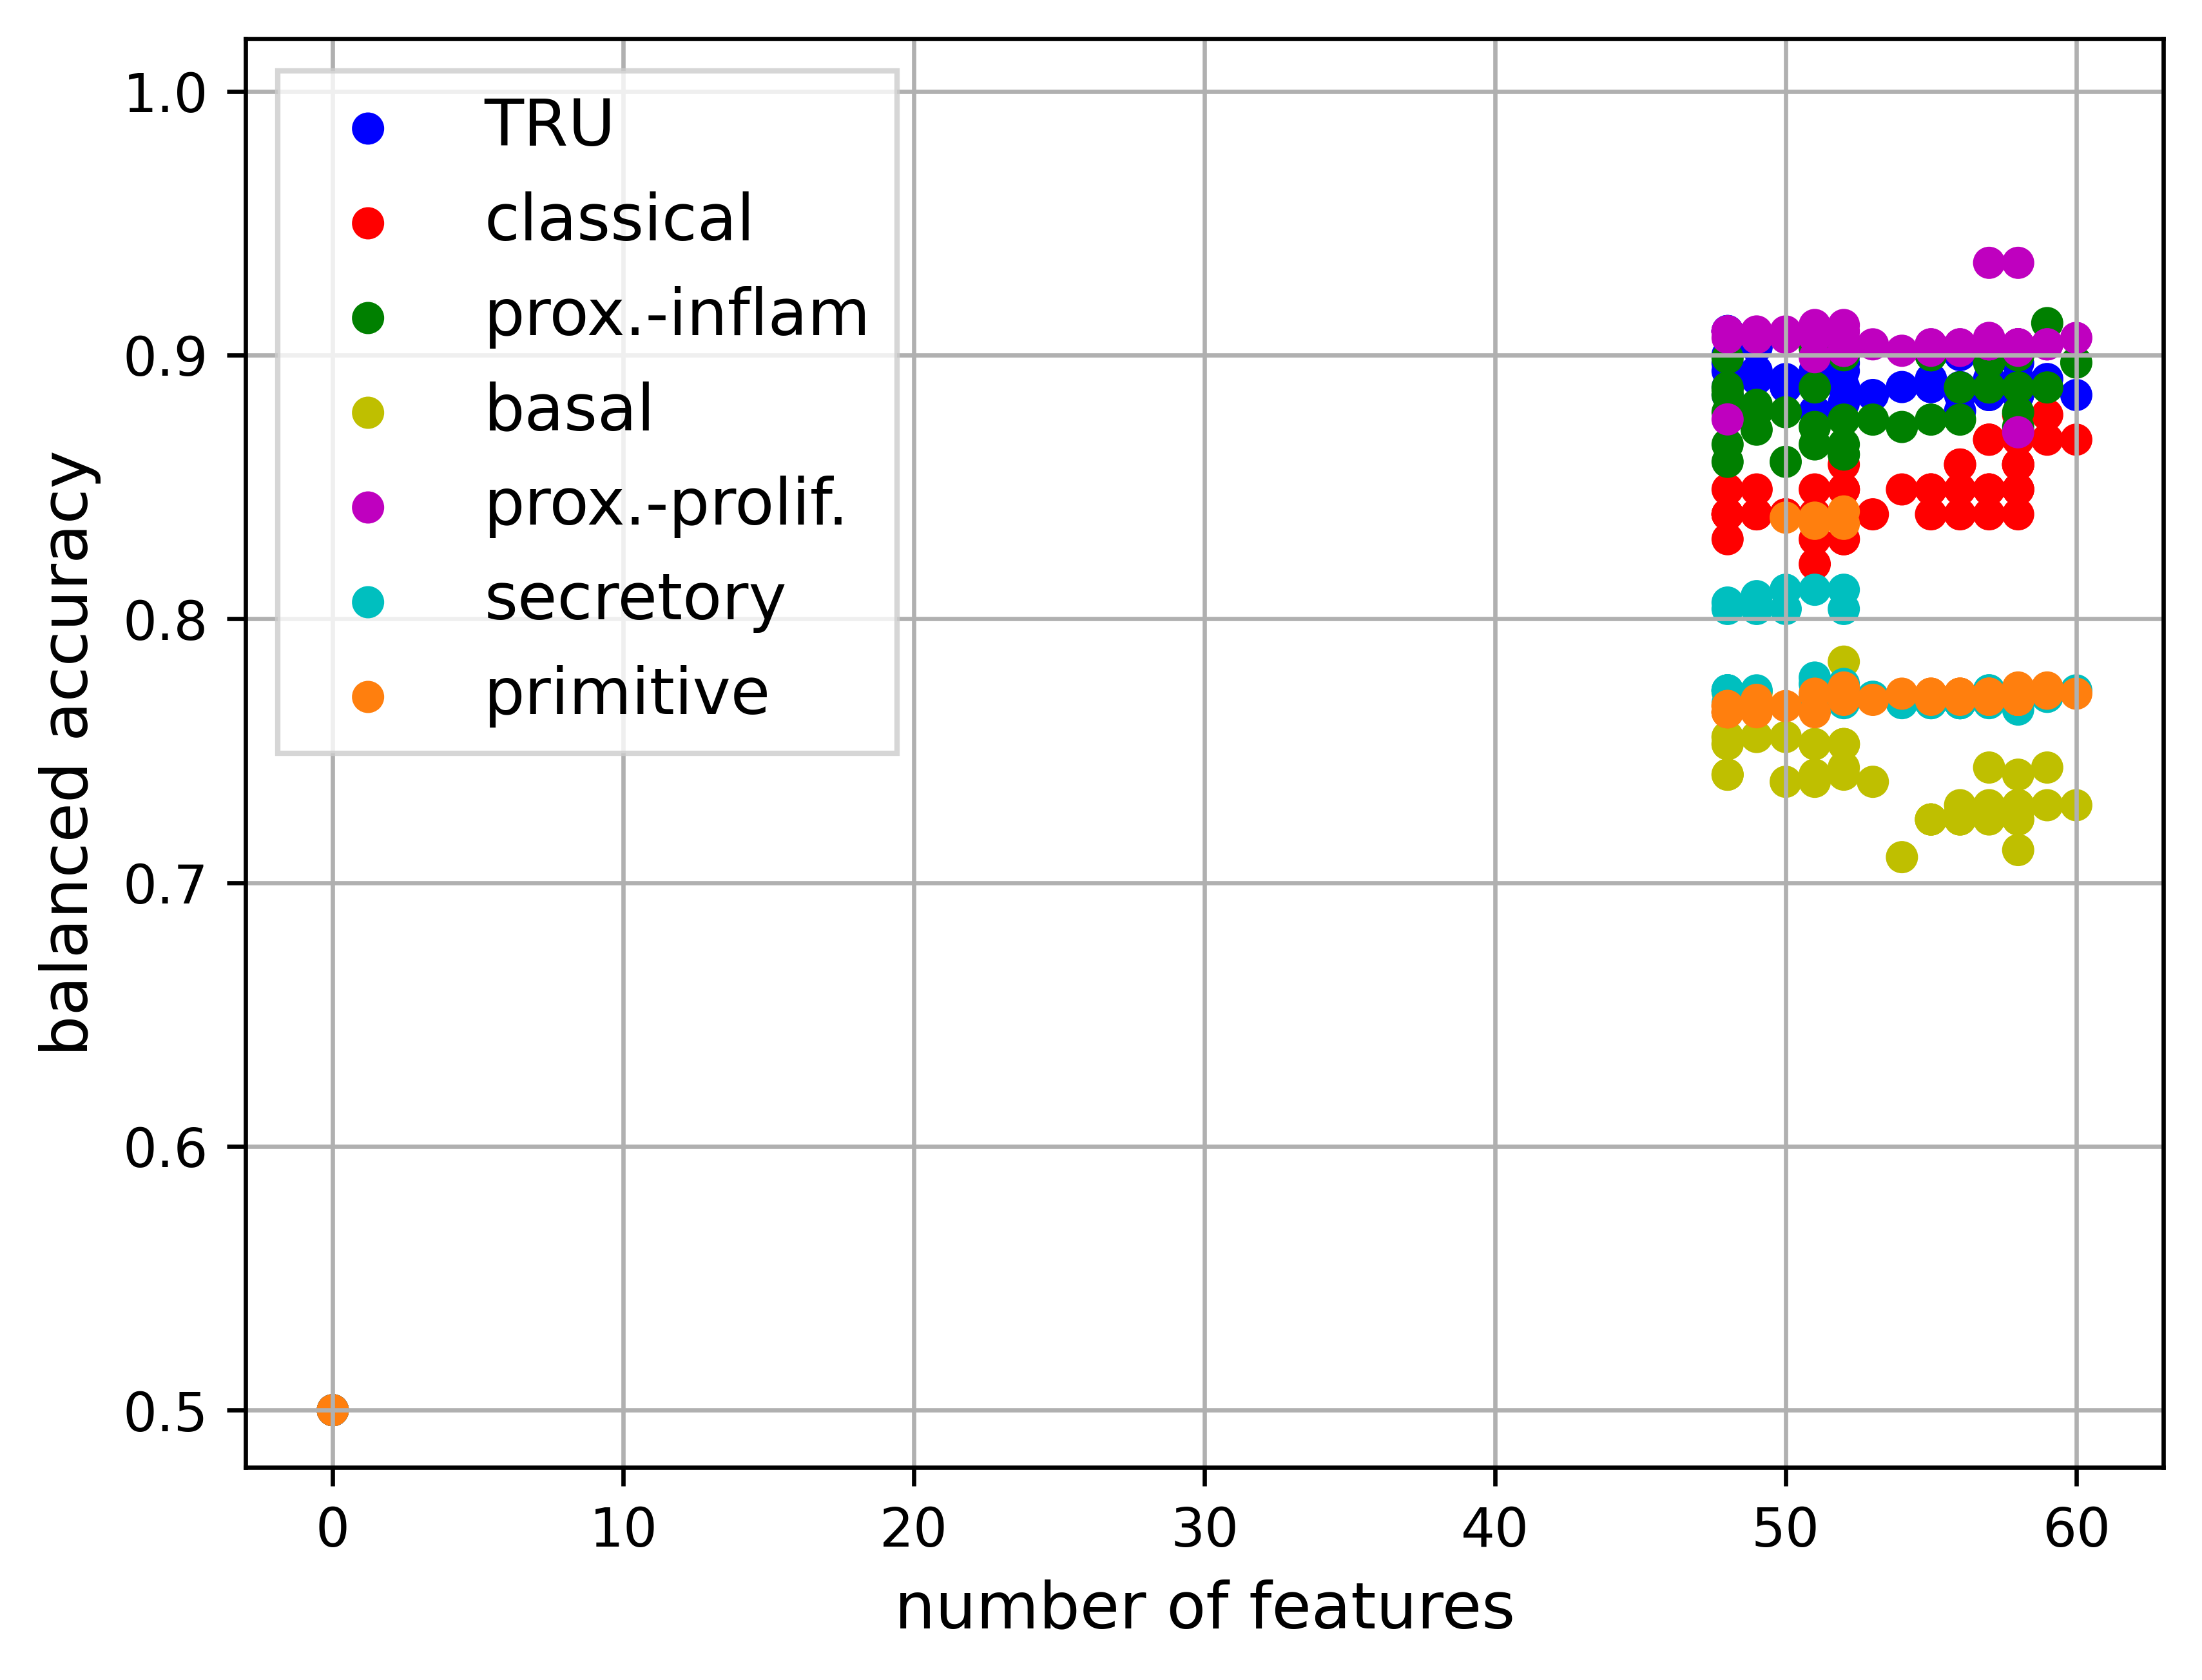 TRU
classical
prox.-inflam
basal
prox.-prolif.
secretory
primitive
1.0
0.9
0.8
0.7
0.6
0.5
balanced accuracy
0 10 20 30 40 50 60
number of features